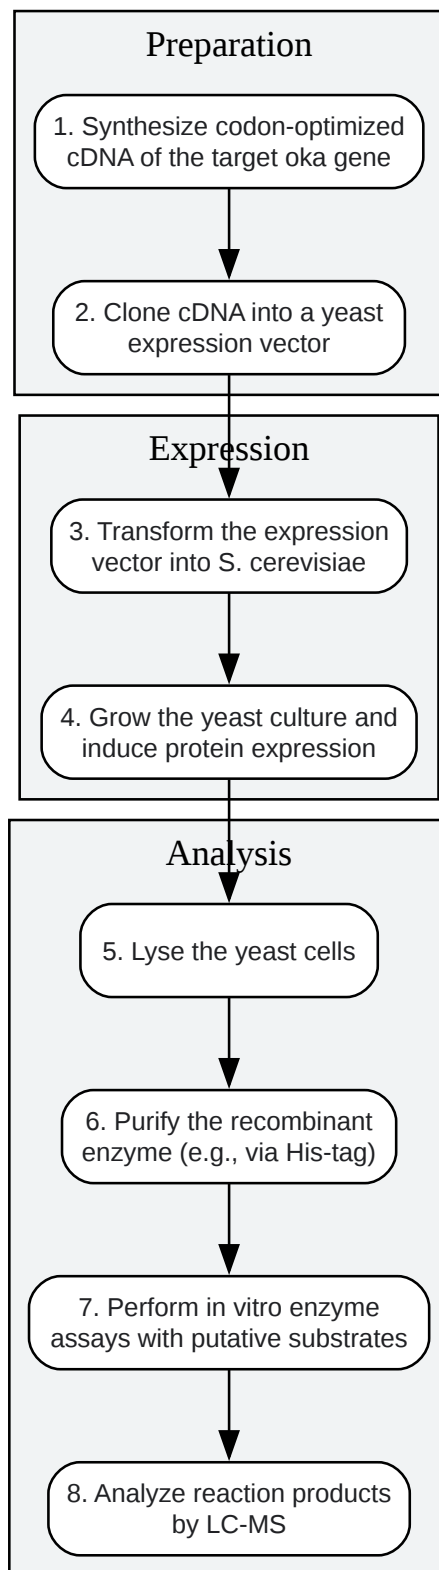 Preparation
1. Synthesize codon-optimized
cDNA of the target oka gene
2. Clone cDNA into a yeast
expression vector
Expression
3. Transform the expression
vector into S. cerevisiae
4. Grow the yeast culture and
induce protein expression
Analysis
5. Lyse the yeast cells
6. Purify the recombinant
enzyme (e.g., via His-tag)
7. Perform in vitro enzyme
assays with putative substrates
8. Analyze reaction products
by LC-MS